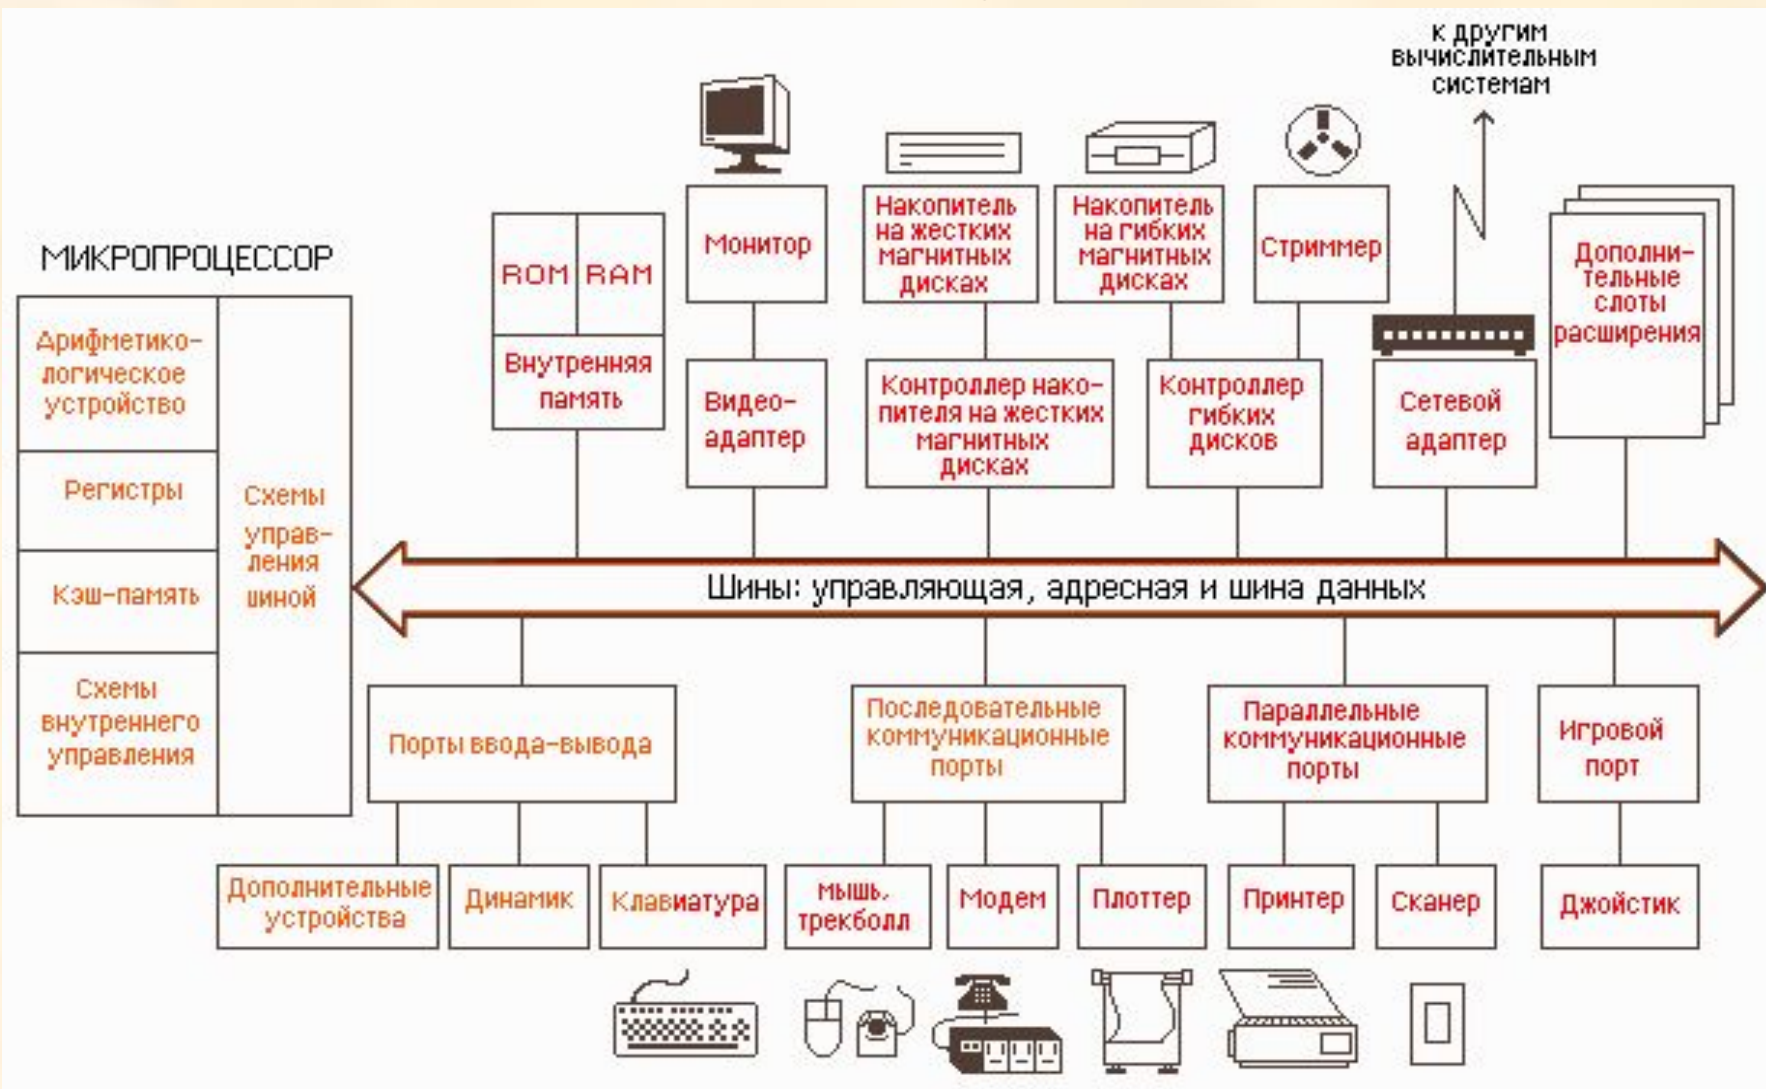 к другим
вычислительным
системам
МИКРОПРОЦЕССОР
Арифметико-
логическое
устройство
Регистры
Кэш-память
Схемы
внутреннего
управления
Схемы
управ-
ления
шиной
ROM
RAM
Внутренняя
память
Монитор
Видео-
адаптер
Накопитель
на жестких
магнитных
дисках
Контроллер нако-
пителя на жестких
магнитных
дисках
Накопитель
на гибких
магнитных
дисках
Стриммер
Контроллер
гибких
дисков
Сетевой
адаптер
Дополни-
тельные
слоты
расширения
Шины: управляющая, адресная и шина данных
Порты ввода-вывода
Последовательные
коммуникационные
порты
Параллельные
коммуникационные
порты
Игровой
порт
Дополнительные
устройства
Динамик
Клавиатура
мышь,
трекболл
Модем
Плоттер
Принтер
Сканер
Джойстик